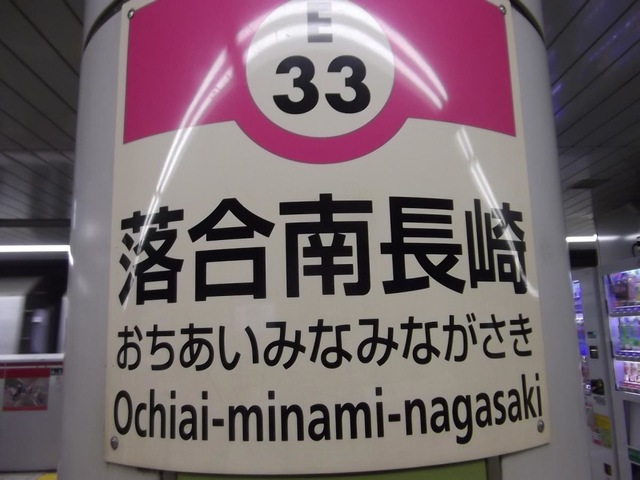 E
33
落合南長崎
おちあいみなみながさき
Ochiai-minami-nagasaki